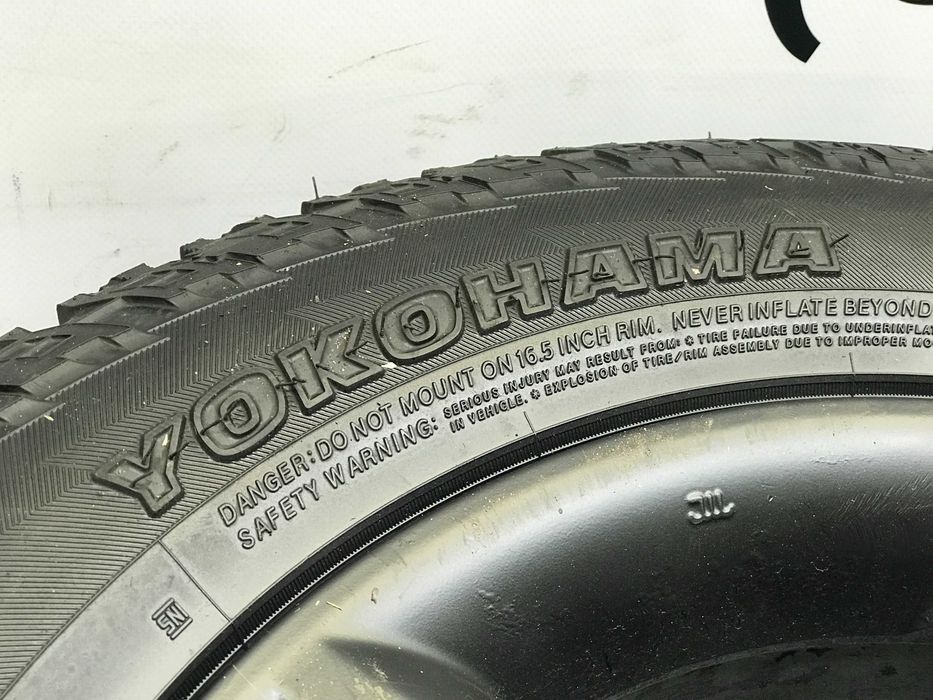 YOKOHAMA
DANGER: DO NOT MOUNT ON 16.5 INCH RIM. NEVER INFLATE BEYOND
SAFETY WARNING: SERIOUS INJURY MAY RESULT FROM: * TIRE FAILURE DUE TO UNDERINFLAT
IN VEHICLE. * EXPLOSION OF TIRE/RIM ASSEMBLY DUE TO IMPROPER MO